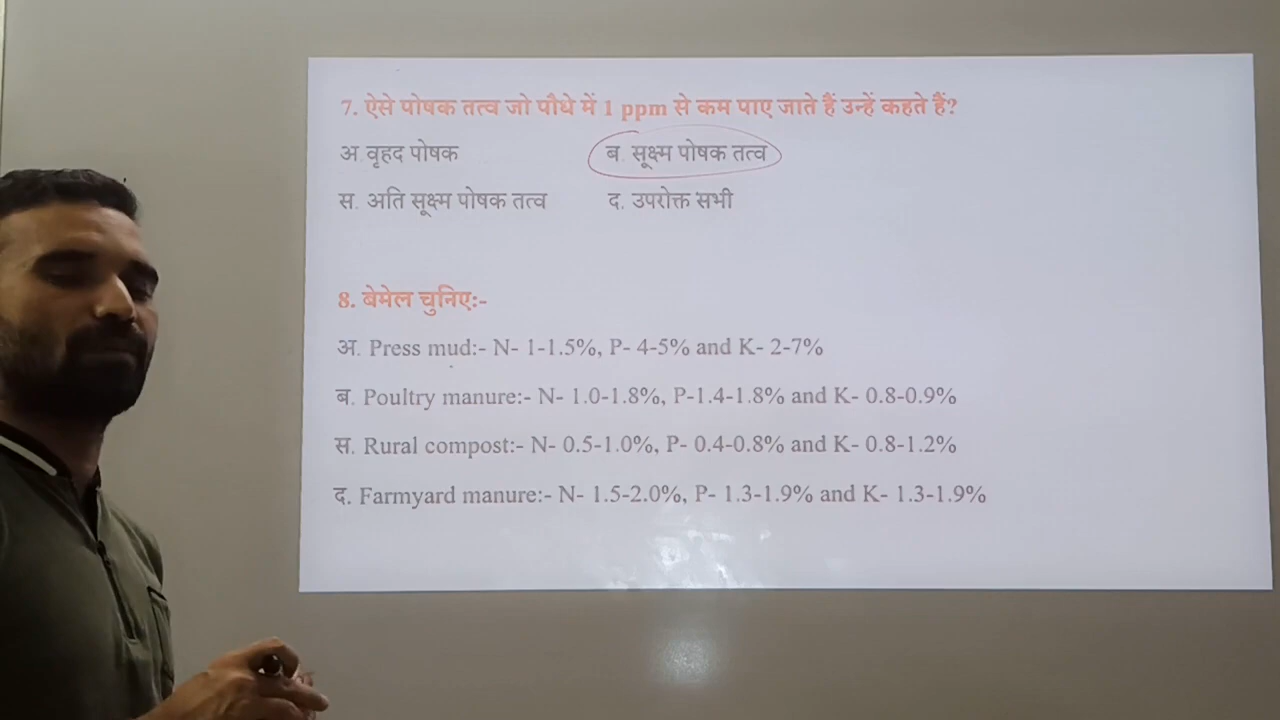 7. ऐसे पोषक तत्व जो पौधे में 1 ppm से कम पाए जाते हैं उन्हें कहते हैं?
अ वृहद पोषक ब. सूक्ष्म पोषक तत्व
स. अति सूक्ष्म पोषक तत्व द. उपरोक्त सभी
8. बेमेल चुनिए:-
अ. Press mud:- N- 1-1.5%, P- 4-5% and K- 2-7%
ब. Poultry manure:- N- 1.0-1.8%, P-1.4-1.8% and K- 0.8-0.9%
स. Rural compost:- N- 0.5-1.0%, P- 0.4-0.8% and K- 0.8-1.2%
द. Farmyard manure:- N- 1.5-2.0%, P- 1.3-1.9% and K- 1.3-1.9%